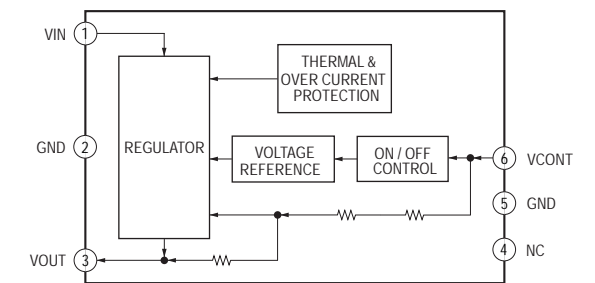 VIN 1
THERMAL &
OVER CURRENT
PROTECTION
GND 2
REGULATOR
VOLTAGE
REFERENCE
ON / OFF
CONTROL
6 VCONT
5 GND
4 NC
VOUT 3